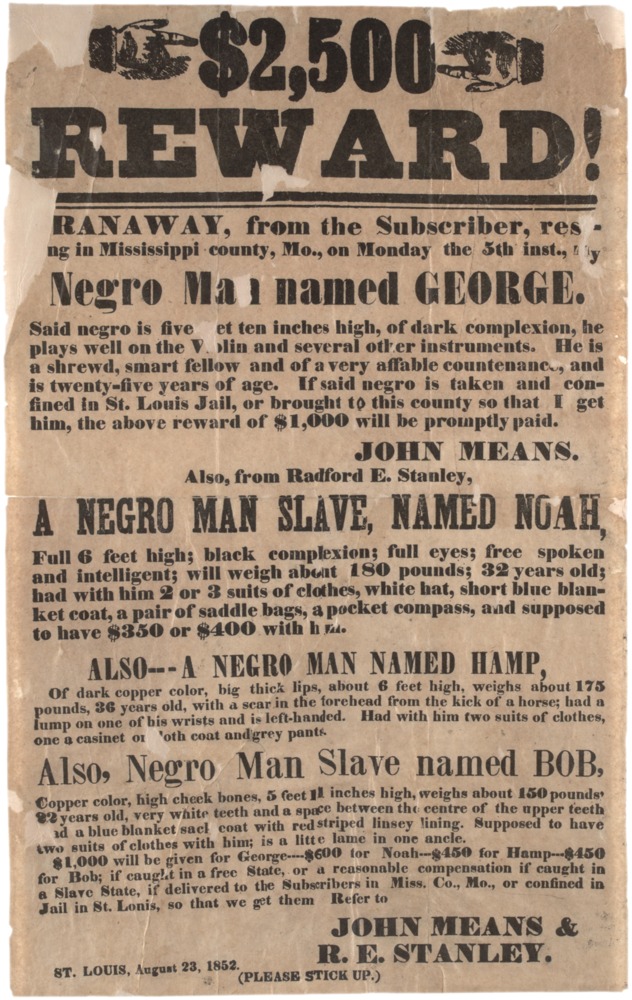 $2,500
REWARD!
RANAWAY, from the Subscriber, res -
ng in Mississippi county, Mo., on Monday the 5th inst., y
Negro Ma named GEORGE.
Said negro is five et ten inches high, of dark complexion, he
plays well on the V lin and several other instruments. He is
a shrewd, smart fellow and of a very affable countenance, and
is twenty-five years of age. If said negro is taken and con-
fined in St. Louis Jail, or brought to this county so that I get
him, the above reward of $1,000 will be promptly paid.
JOHN MEANS.
Also, from Radford E. Stanley,
A NEGRO MAN SLAVE, NAMED NOAH,
Full 6 feet high; black complexion; full eyes; free spoken
and intelligent; will weigh about 180 pounds; 32 years old;
had with him 2 or 3 suits of clothes, white hat, short blue blan-
ket coat, a pair of saddle bags, a pocket compass, and supposed
to have $350 or $400 with h m.
ALSO---A NEGRO MAN NAMED HAMP,
Of dark copper color, big thick lips, about 6 feet high, weighs about 175
pounds, 36 years old, with a scar in the forehead from the kick of a horse; had a
lump on one of his wrists and is left-handed. Had with him two suits of clothes,
one a casinet or loth coat and grey pants.
Also, Negro Man Slave named BOB,
Copper color, high cheek bones, 5 feet 11 inches high, weighs about 150 pounds,
22 years old, very white teeth and a space between the centre of the upper teeth
ad a blue blanket sack coat with red striped linsey lining. Supposed to have
two suits of clothes with him; is a litte lame in one ancle.
$1,000 will be given for George----$600 for Noah---$450 for Hamp---$450
for Bob; if caught in a free State, or a reasonable compensation if caught in
a Slave State, if delivered to the Subscribers in Miss. Co., Mo., or confined in
Jail in St. Lonis, so that we get them Refer to
JOHN MEANS &
R. E. STANLEY.
ST. LOUIS, August 23, 1852.
(PLEASE STICK UP.)